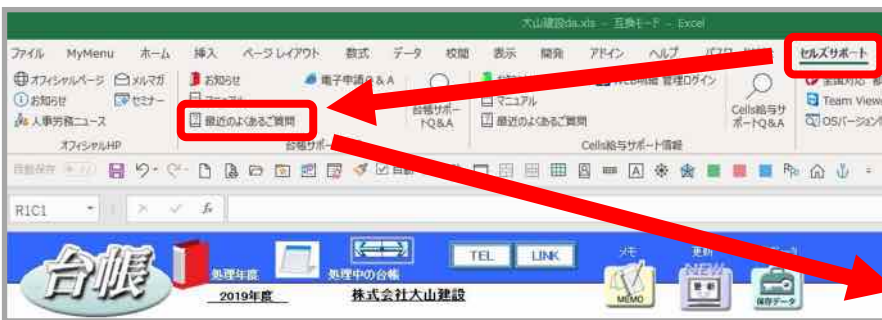 大山建設da.xls － 互換モード － Excel
ファイル MyMenu ホーム 挿入 ページレイアウト 数式 データ 校閲 表示 開発 アドイン ヘルプ セルズサポート
オフィシャルページ メルマガ お知らせ 電子申請Q&A 管理ログイン
お知らせ セミナー マニュアル 台帳サポートQ&A マニュアル Cells給与サポートQ&A Team View
人事労務ニュース 最近のよくあるご質問 最近のよくあるご質問 OSバージョン
オフィシャルHP 台帳サポ Cells給与サポート情報
自動保存
R1C1 fx
台帳 処理年度 処理中の台帳 TEL LINK メモ 更新
2019年度 株式会社大山建設 MEMO NEW 更新 保存データ